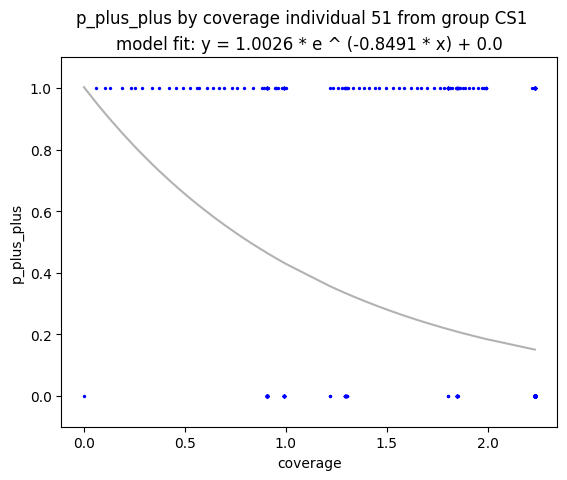 p_plus_plus by coverage individual 51 from group CS1
model fit: y = 1.0026 * e ^ (-0.8491 * x) + 0.0
1.0
0.8
0.6
0.4
0.2
0.0
p_plus_plus
0.0 0.5 1.0 1.5 2.0
coverage